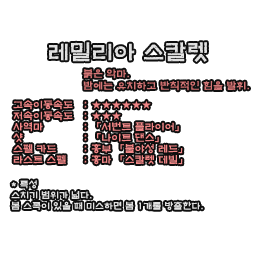 레밀리아 스칼렛
붉은 악마.
밤에는 유치하고 반칙적인 힘을 발휘.
고속이동속도 : ★★★★★★
저속이동속도 : ★★★
사역마 : 「서번트 플라이어」
샷 : 「나이트 댄스」
스펠 카드 : 홍부「불야성 레드」
라스트 스펠 : 홍마「스칼렛 데빌」
* 특성
스치기 범위가 넓다.
봄 스톡이 있을 때 미스하면 봄 1개를 방출한다.